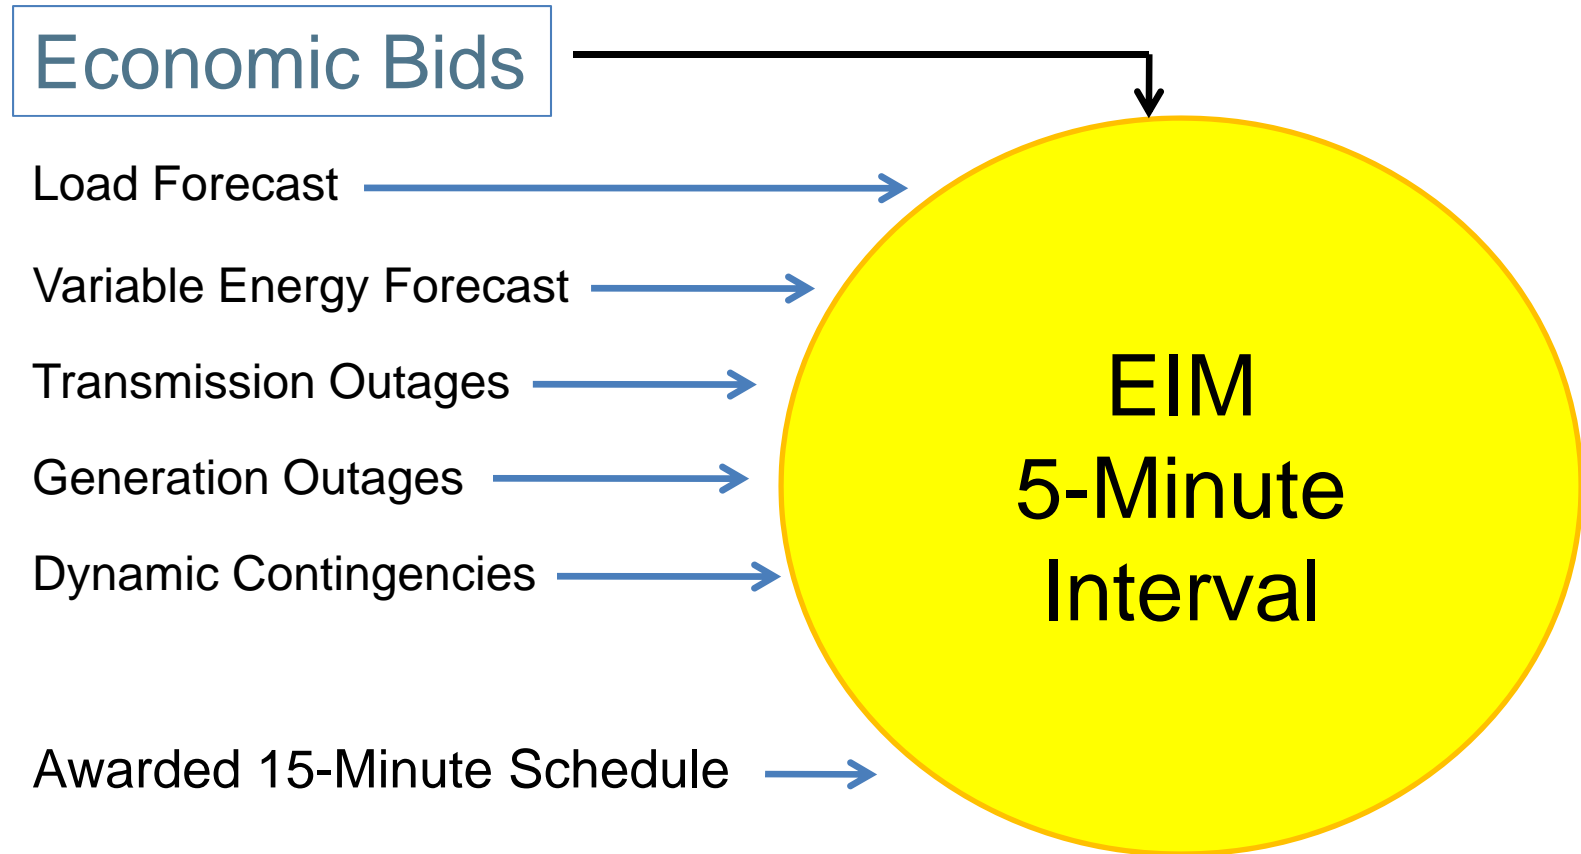 Economic Bids
Load Forecast
Variable Energy Forecast
Transmission Outages
Generation Outages
Dynamic Contingencies
Awarded 15-Minute Schedule
EIM
5-Minute
Interval